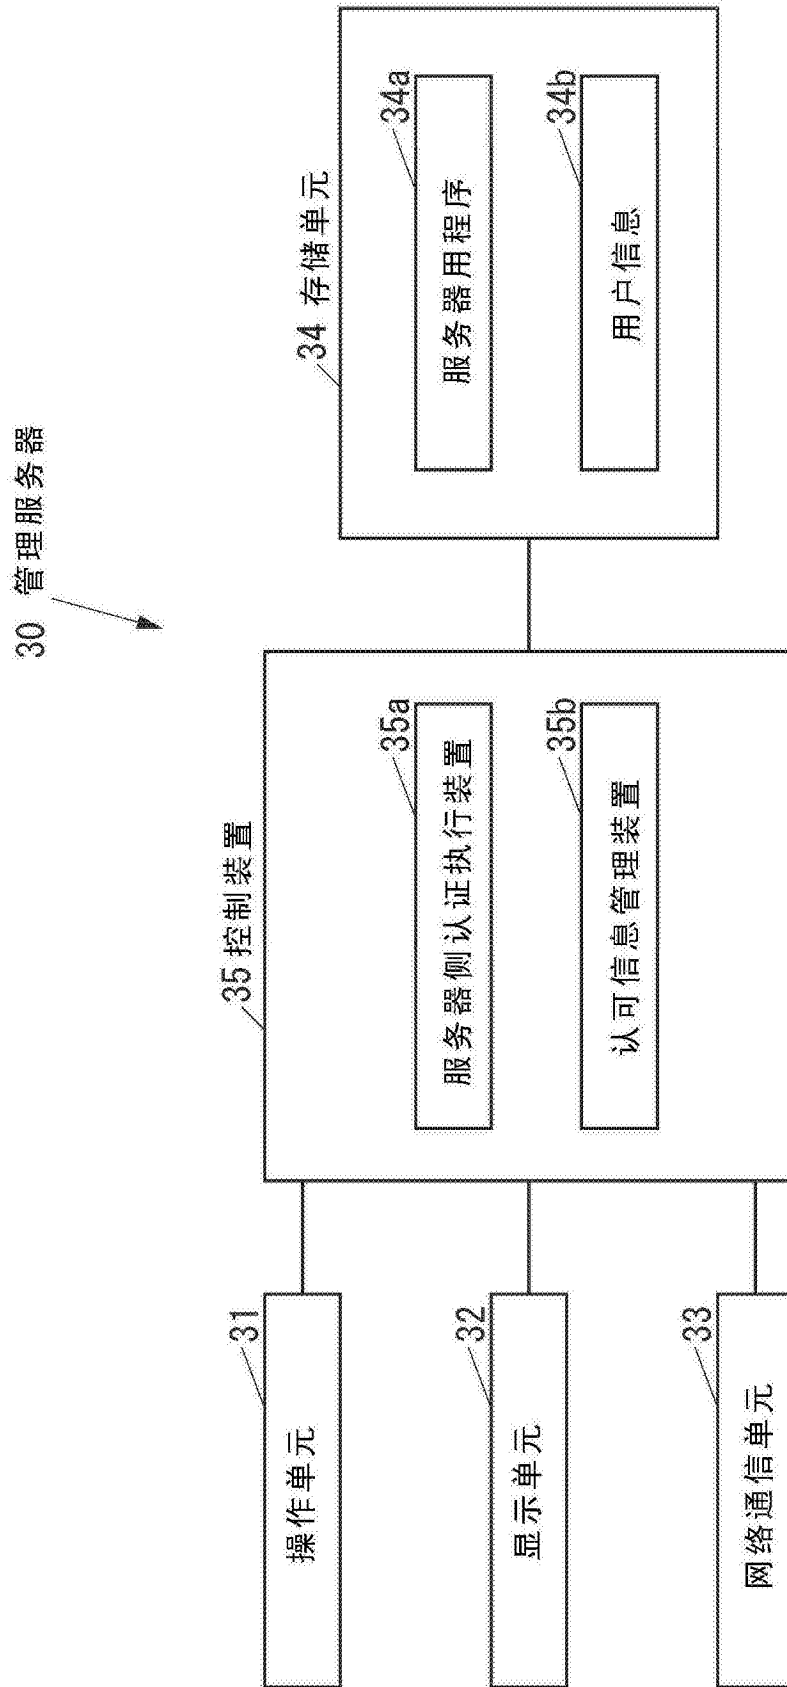 30 管理服务器
31
操作单元
32
显示单元
33
网络通信单元
35 控制装置
35a
服务器侧认证执行装置
35b
认可信息管理装置
34 存储单元
34a
服务器用程序
34b
用户信息